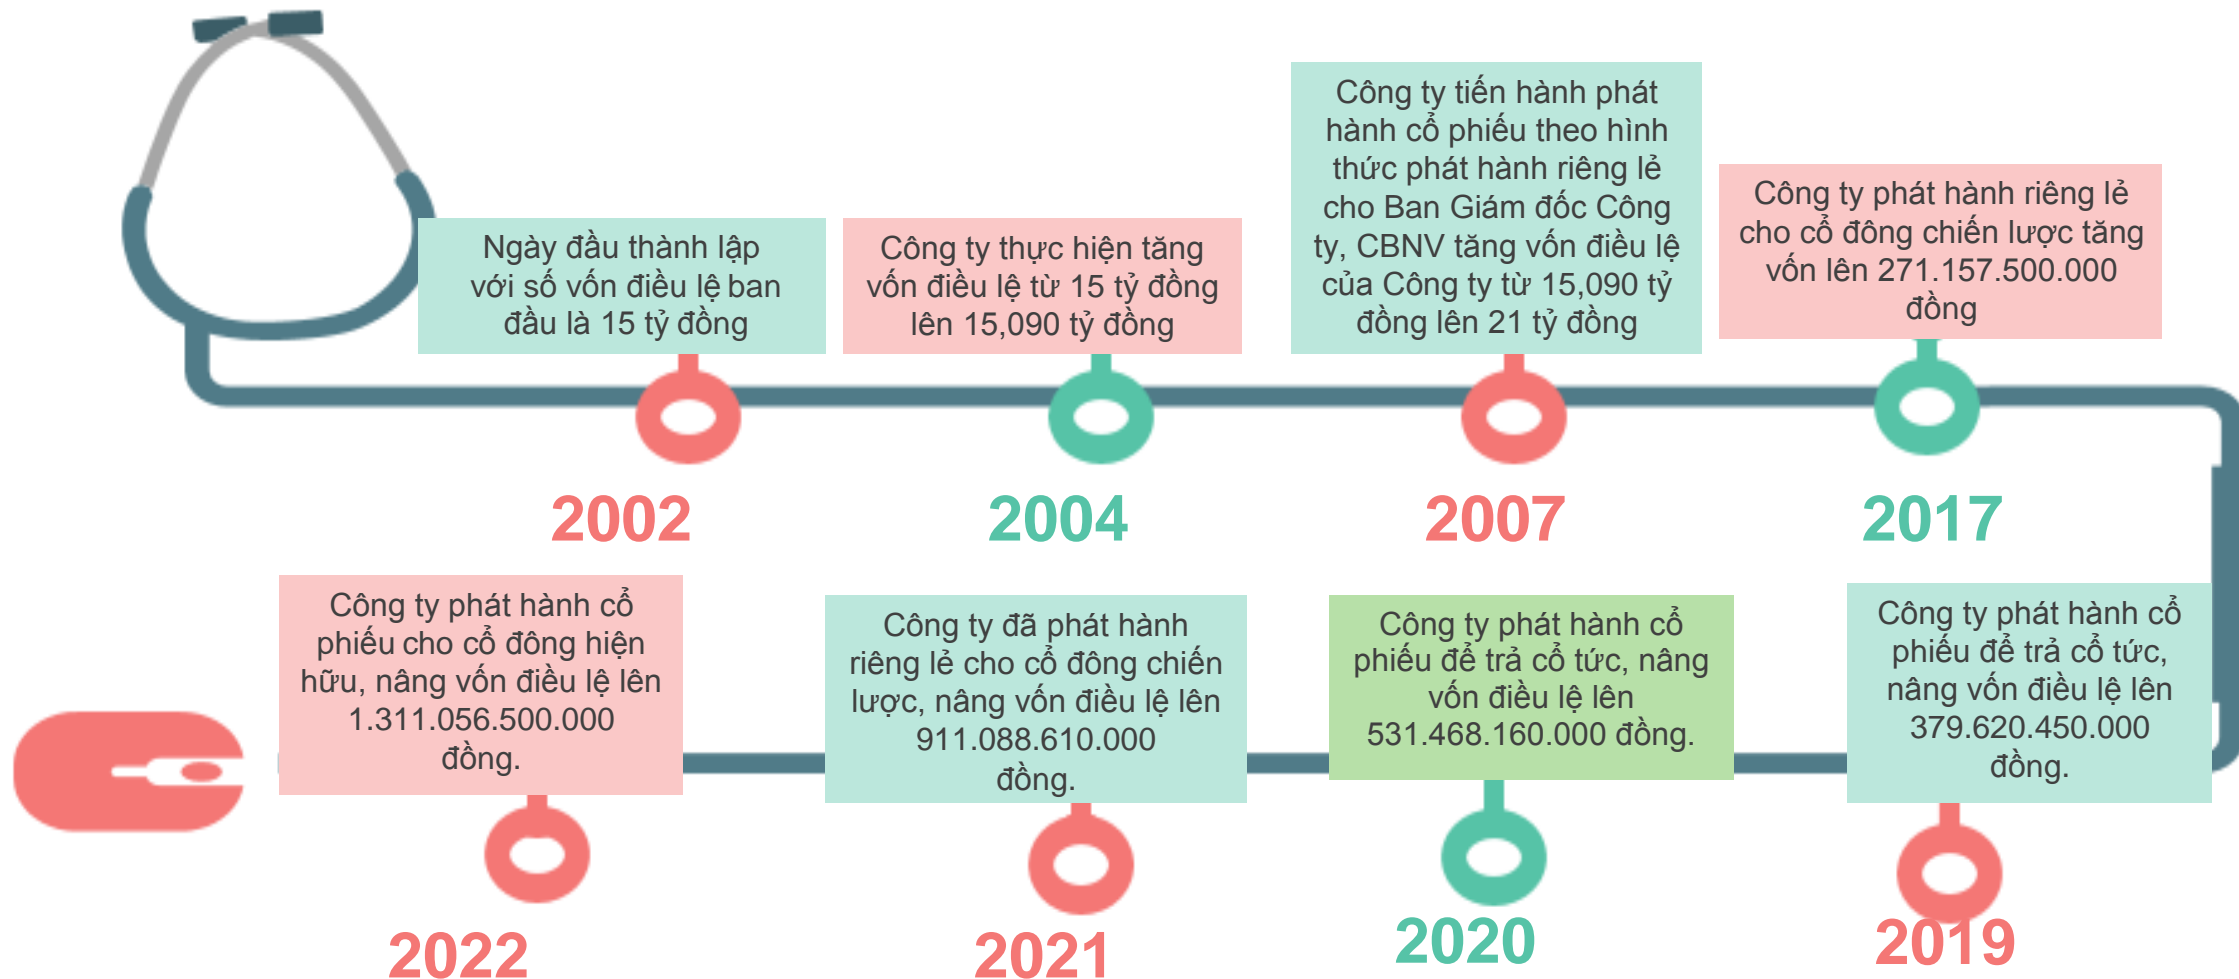 Ngày đầu thành lập
với số vốn điều lệ ban
đầu là 15 tỷ đồng
2002
Công ty thực hiện tăng
vốn điều lệ từ 15 tỷ đồng
lên 15,090 tỷ đồng
2004
Công ty tiến hành phát
hành cổ phiếu theo hình
thức phát hành riêng lẻ
cho Ban Giám đốc Công
ty, CBNV tăng vốn điều lệ
của Công ty từ 15,090 tỷ
đồng lên 21 tỷ đồng
2007
Công ty phát hành riêng lẻ
cho cổ đông chiến lược tăng
vốn lên 271.157.500.000
đồng
2017
Công ty phát hành cổ
phiếu để trả cổ tức,
nâng vốn điều lệ lên
379.620.450.000
đồng.
2019
Công ty phát hành cổ
phiếu để trả cổ tức, nâng
vốn điều lệ lên
531.468.160.000 đồng.
2020
Công ty đã phát hành
riêng lẻ cho cổ đông chiến
lược, nâng vốn điều lệ lên
911.088.610.000
đồng.
2021
Công ty phát hành cổ
phiếu cho cổ đông hiện
hữu, nâng vốn điều lệ lên
1.311.056.500.000
đồng.
2022